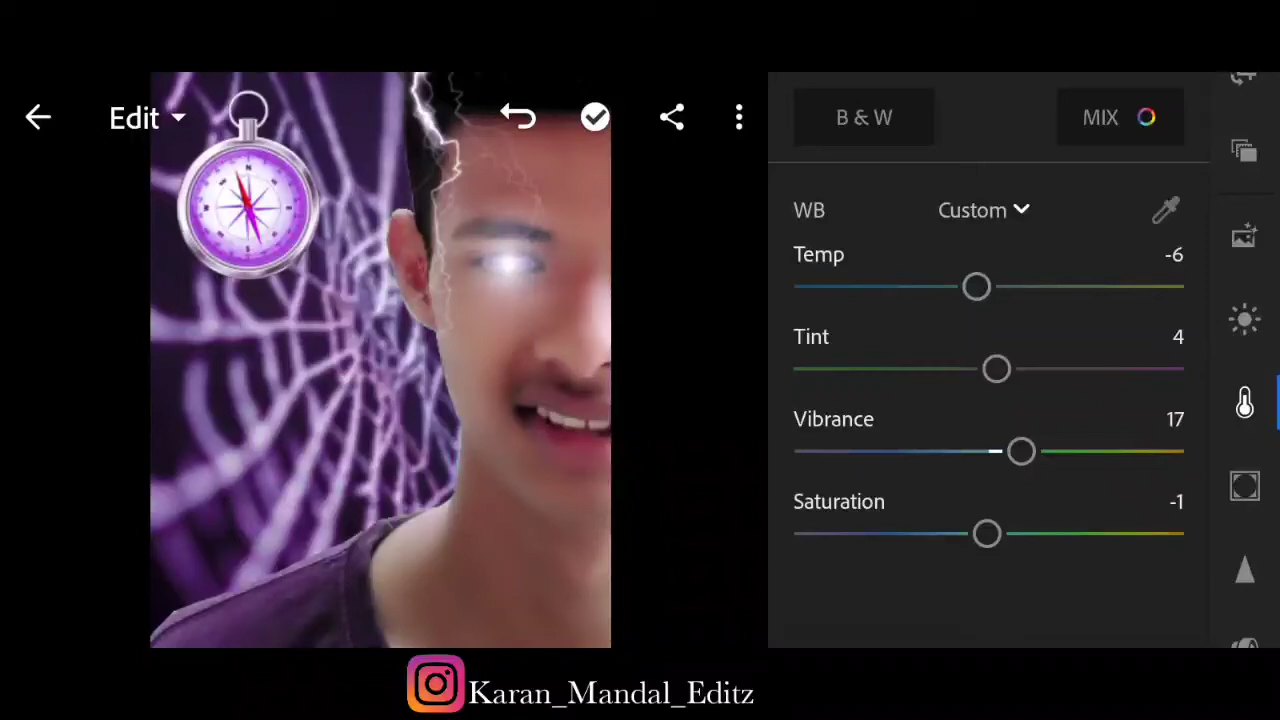 Edit
B & W
MIX
WB
Custom
Temp
-6
Tint
4
Vibrance
17
Saturation
-1
N
Karan_Mandal_Editz